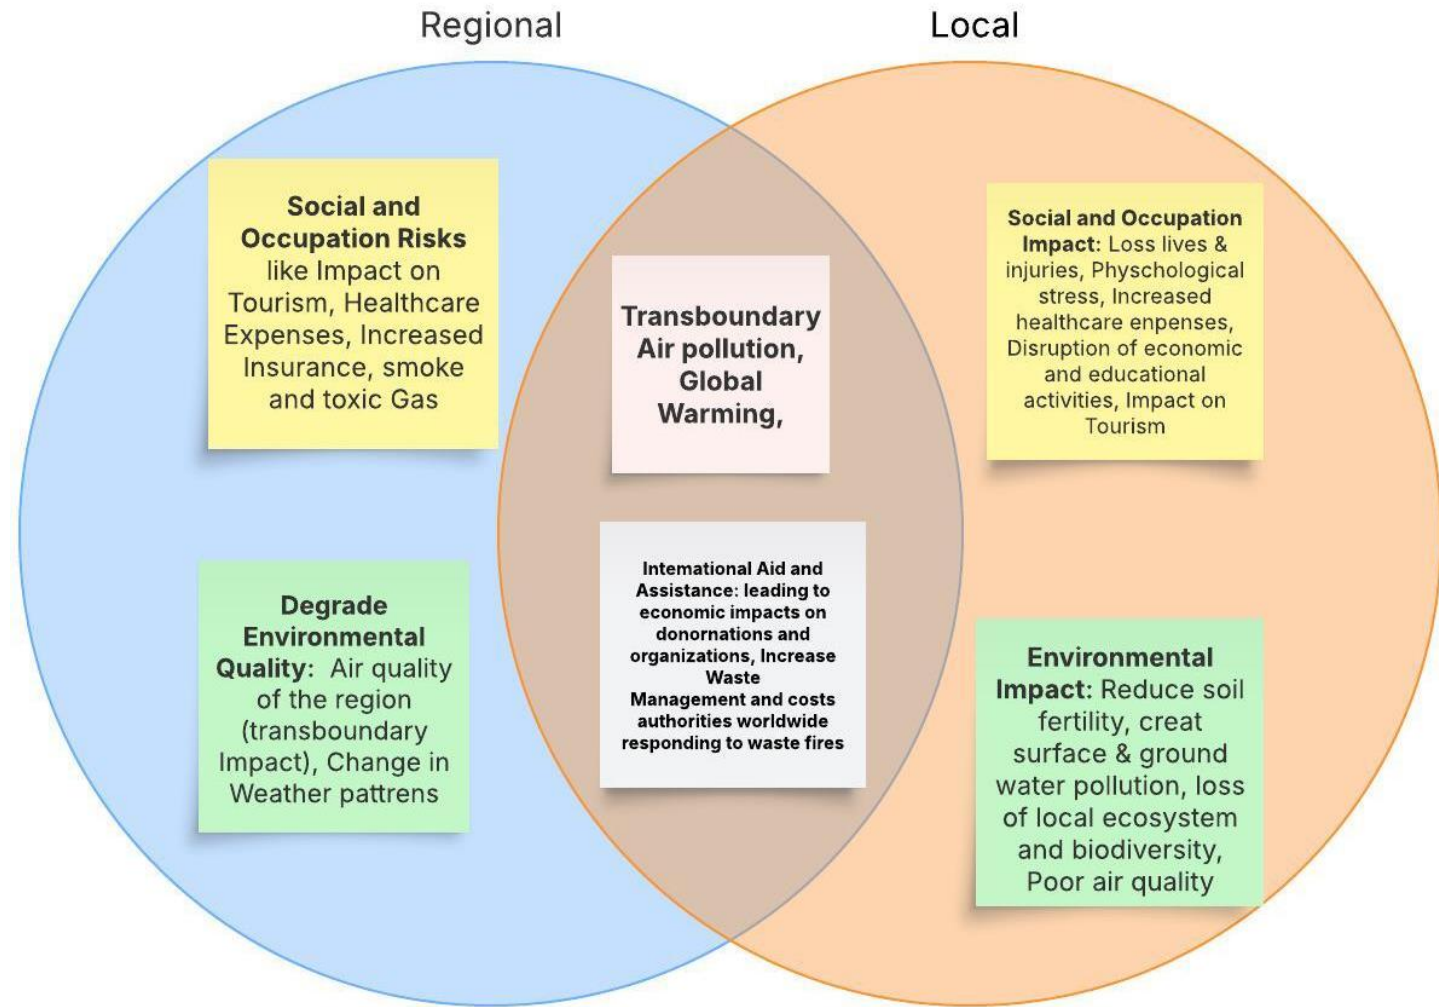 Regional
Local
Social and
Occupation Risks
like Impact on
Tourism, Healthcare
Expenses, Increased
Insurance, smoke
and toxic Gas
Degrade
Environmental
Quality: Air quality
of the region
(transboundary
Impact), Change in
Weather pattrens
Transboundary
Air pollution,
Global
Warming,
Intemational Aid and
Assistance: leading to
economic impacts on
donornations and
organizations, Increase
Waste
Management and costs
authorities worldwide
responding to waste fires
Social and Occupation
Impact: Loss lives &
injuries, Physchological
stress, Increased
healthcare enpenses,
Disruption of economic
and educational
activities, Impact on
Tourism
Environmental
Impact: Reduce soil
fertility, creat
surface & ground
water pollution, loss
of local ecosystem
and biodiversity,
Poor air quality